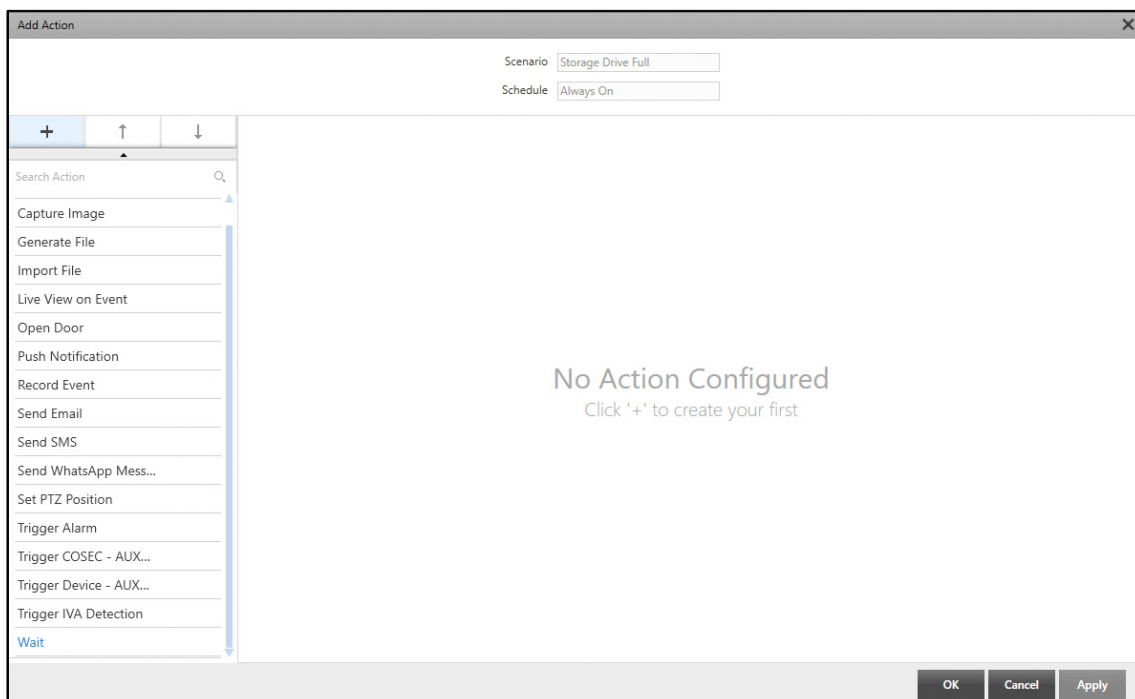 Add Action
Scenario Storage Drive Full
Schedule Always On
Search Action
Capture Image
Generate File
Import File
Live View on Event
Open Door
Push Notification
Record Event
Send Email
Send SMS
Send WhatsApp Mess...
Set PTZ Position
Trigger Alarm
Trigger COSEC - AUX...
Trigger Device - AUX...
Trigger IVA Detection
Wait
No Action Configured
Click '+' to create your first
OK Cancel Apply